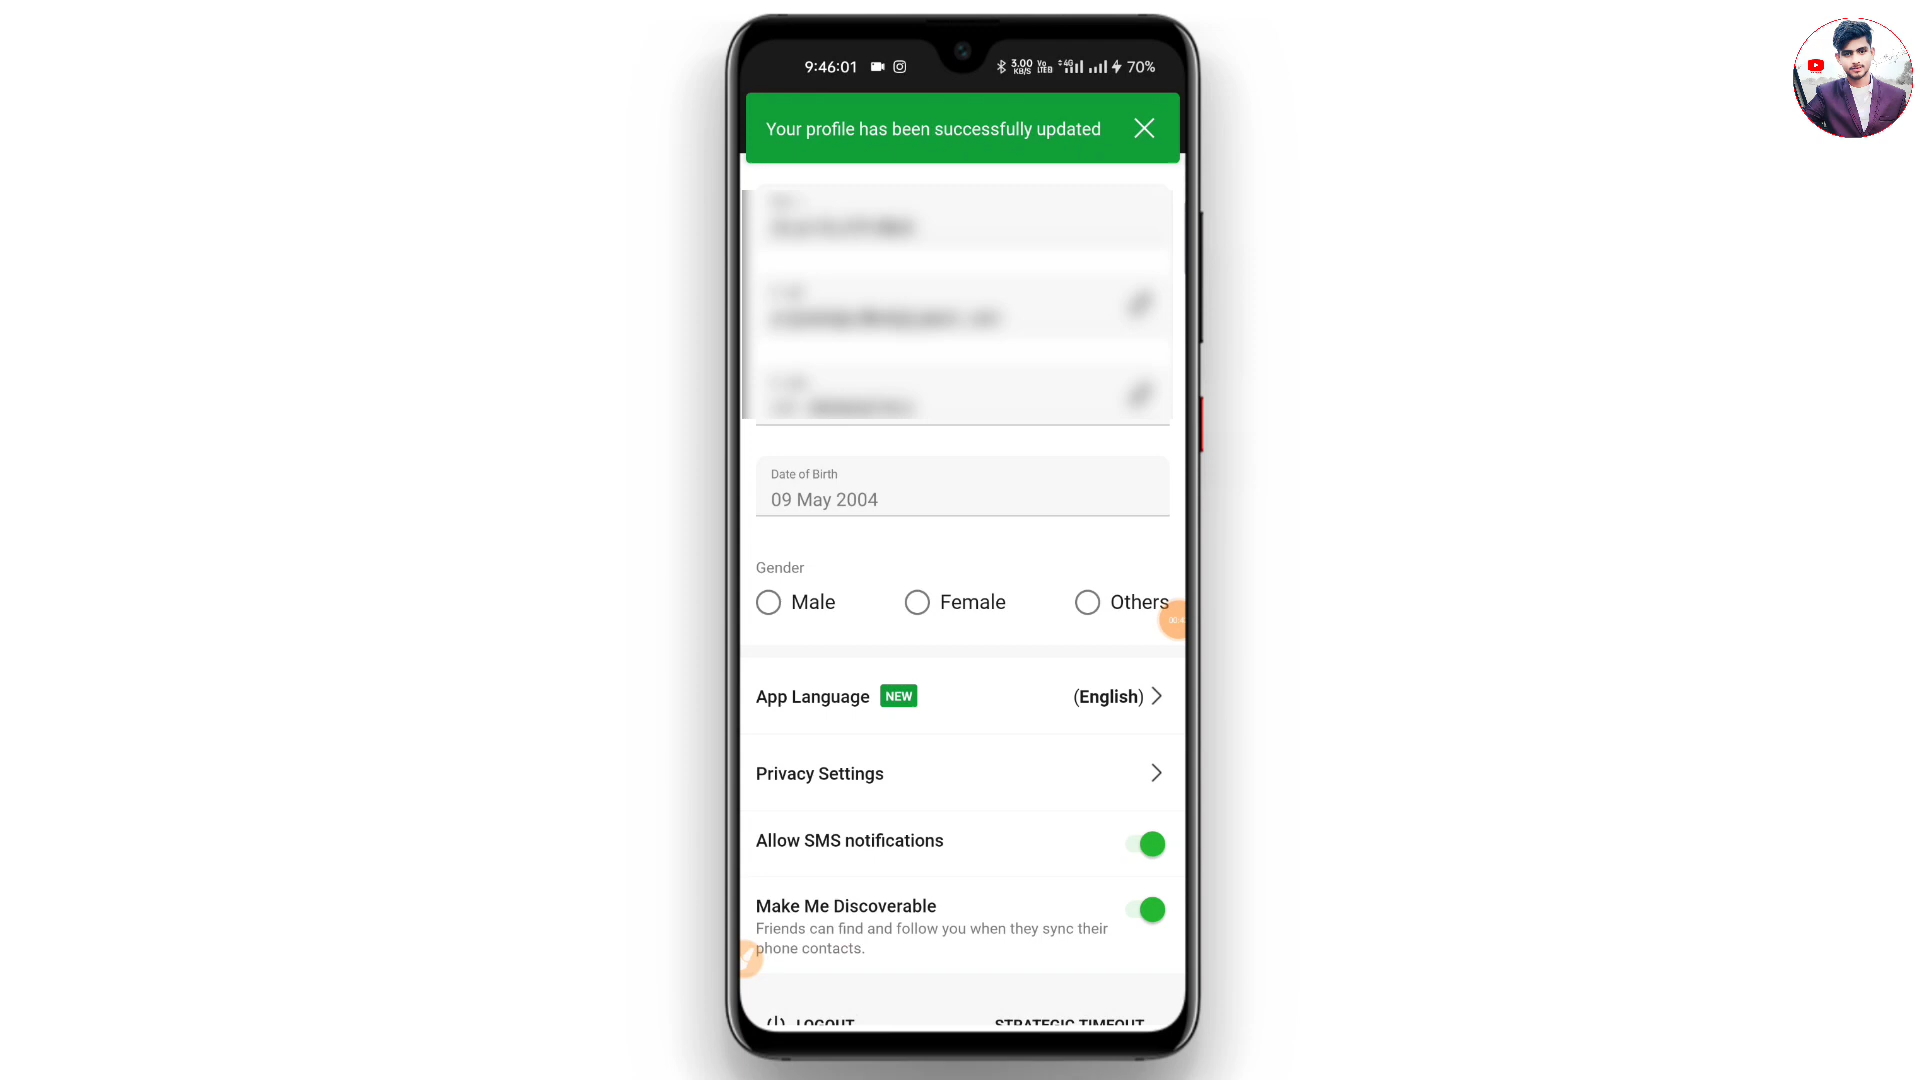 9:46:01 3.00 KB/S Vo LTE 4G 70%
Your profile has been successfully updated
Date of Birth
09 May 2004
Gender
Male Female Others
App Language NEW (English)
Privacy Settings
Allow SMS notifications
Make Me Discoverable
Friends can find and follow you when they sync their
phone contacts.
LOGOUT STRATEGIC TIMEOUT